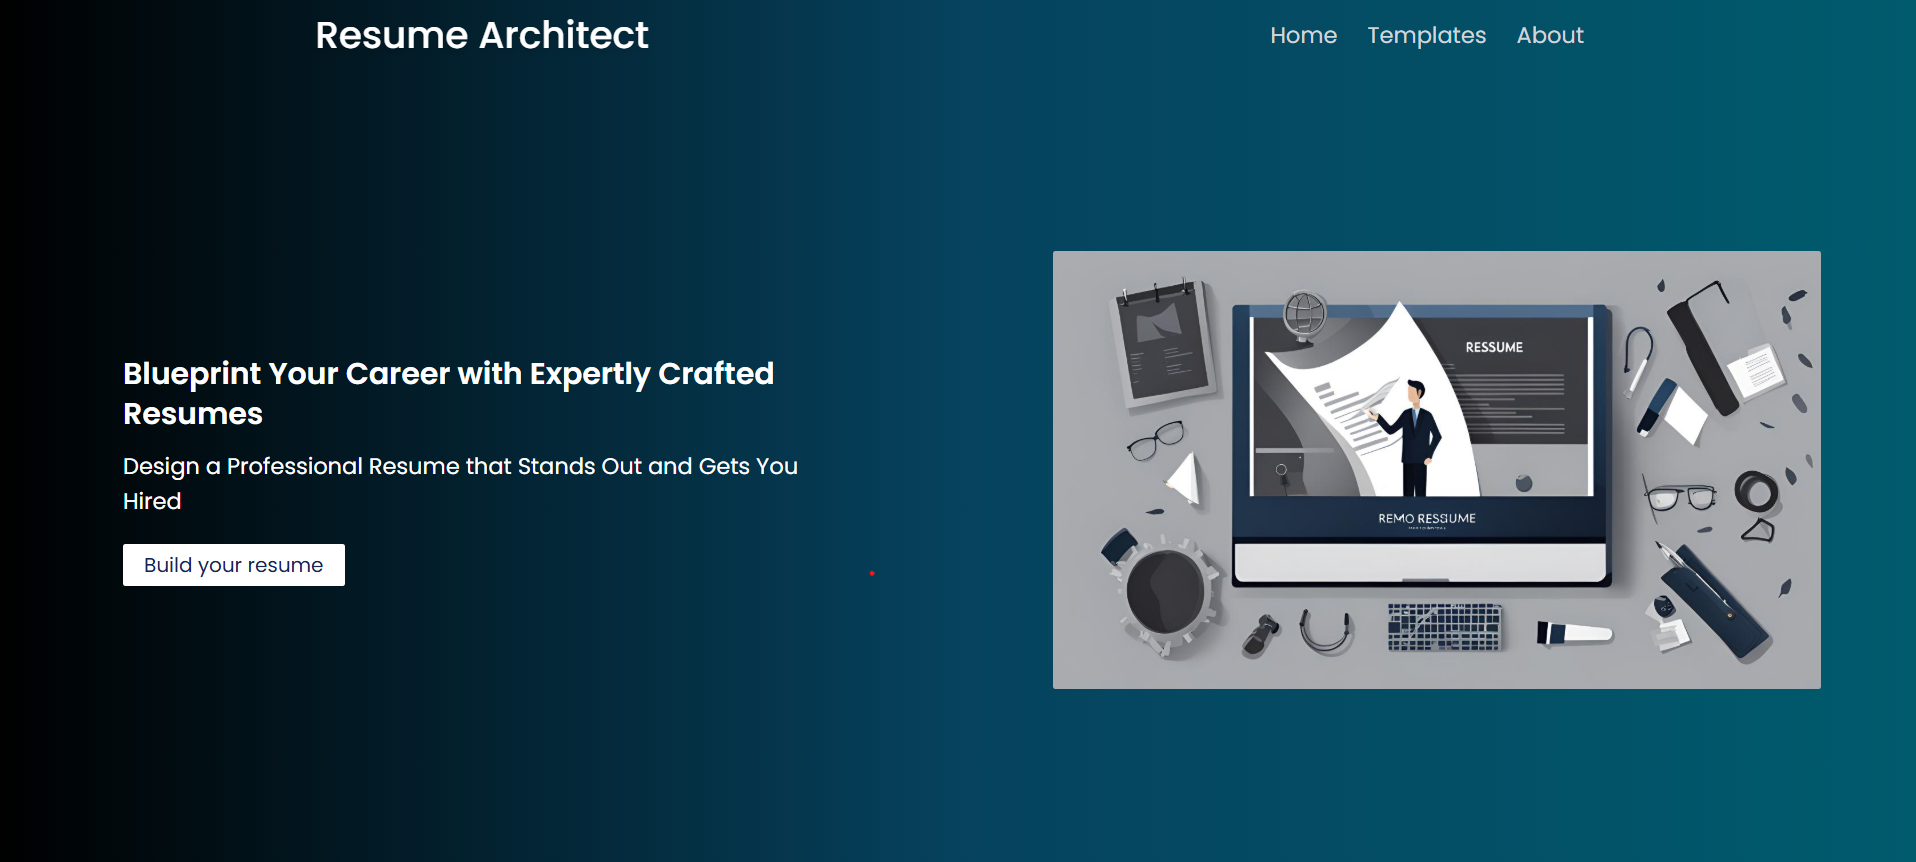 Resume Architect
Home Templates About
Blueprint Your Career with Expertly Crafted
Resumes
Design a Professional Resume that Stands Out and Gets You
Hired
Build your resume
RESSUME
REMO RESSIUME